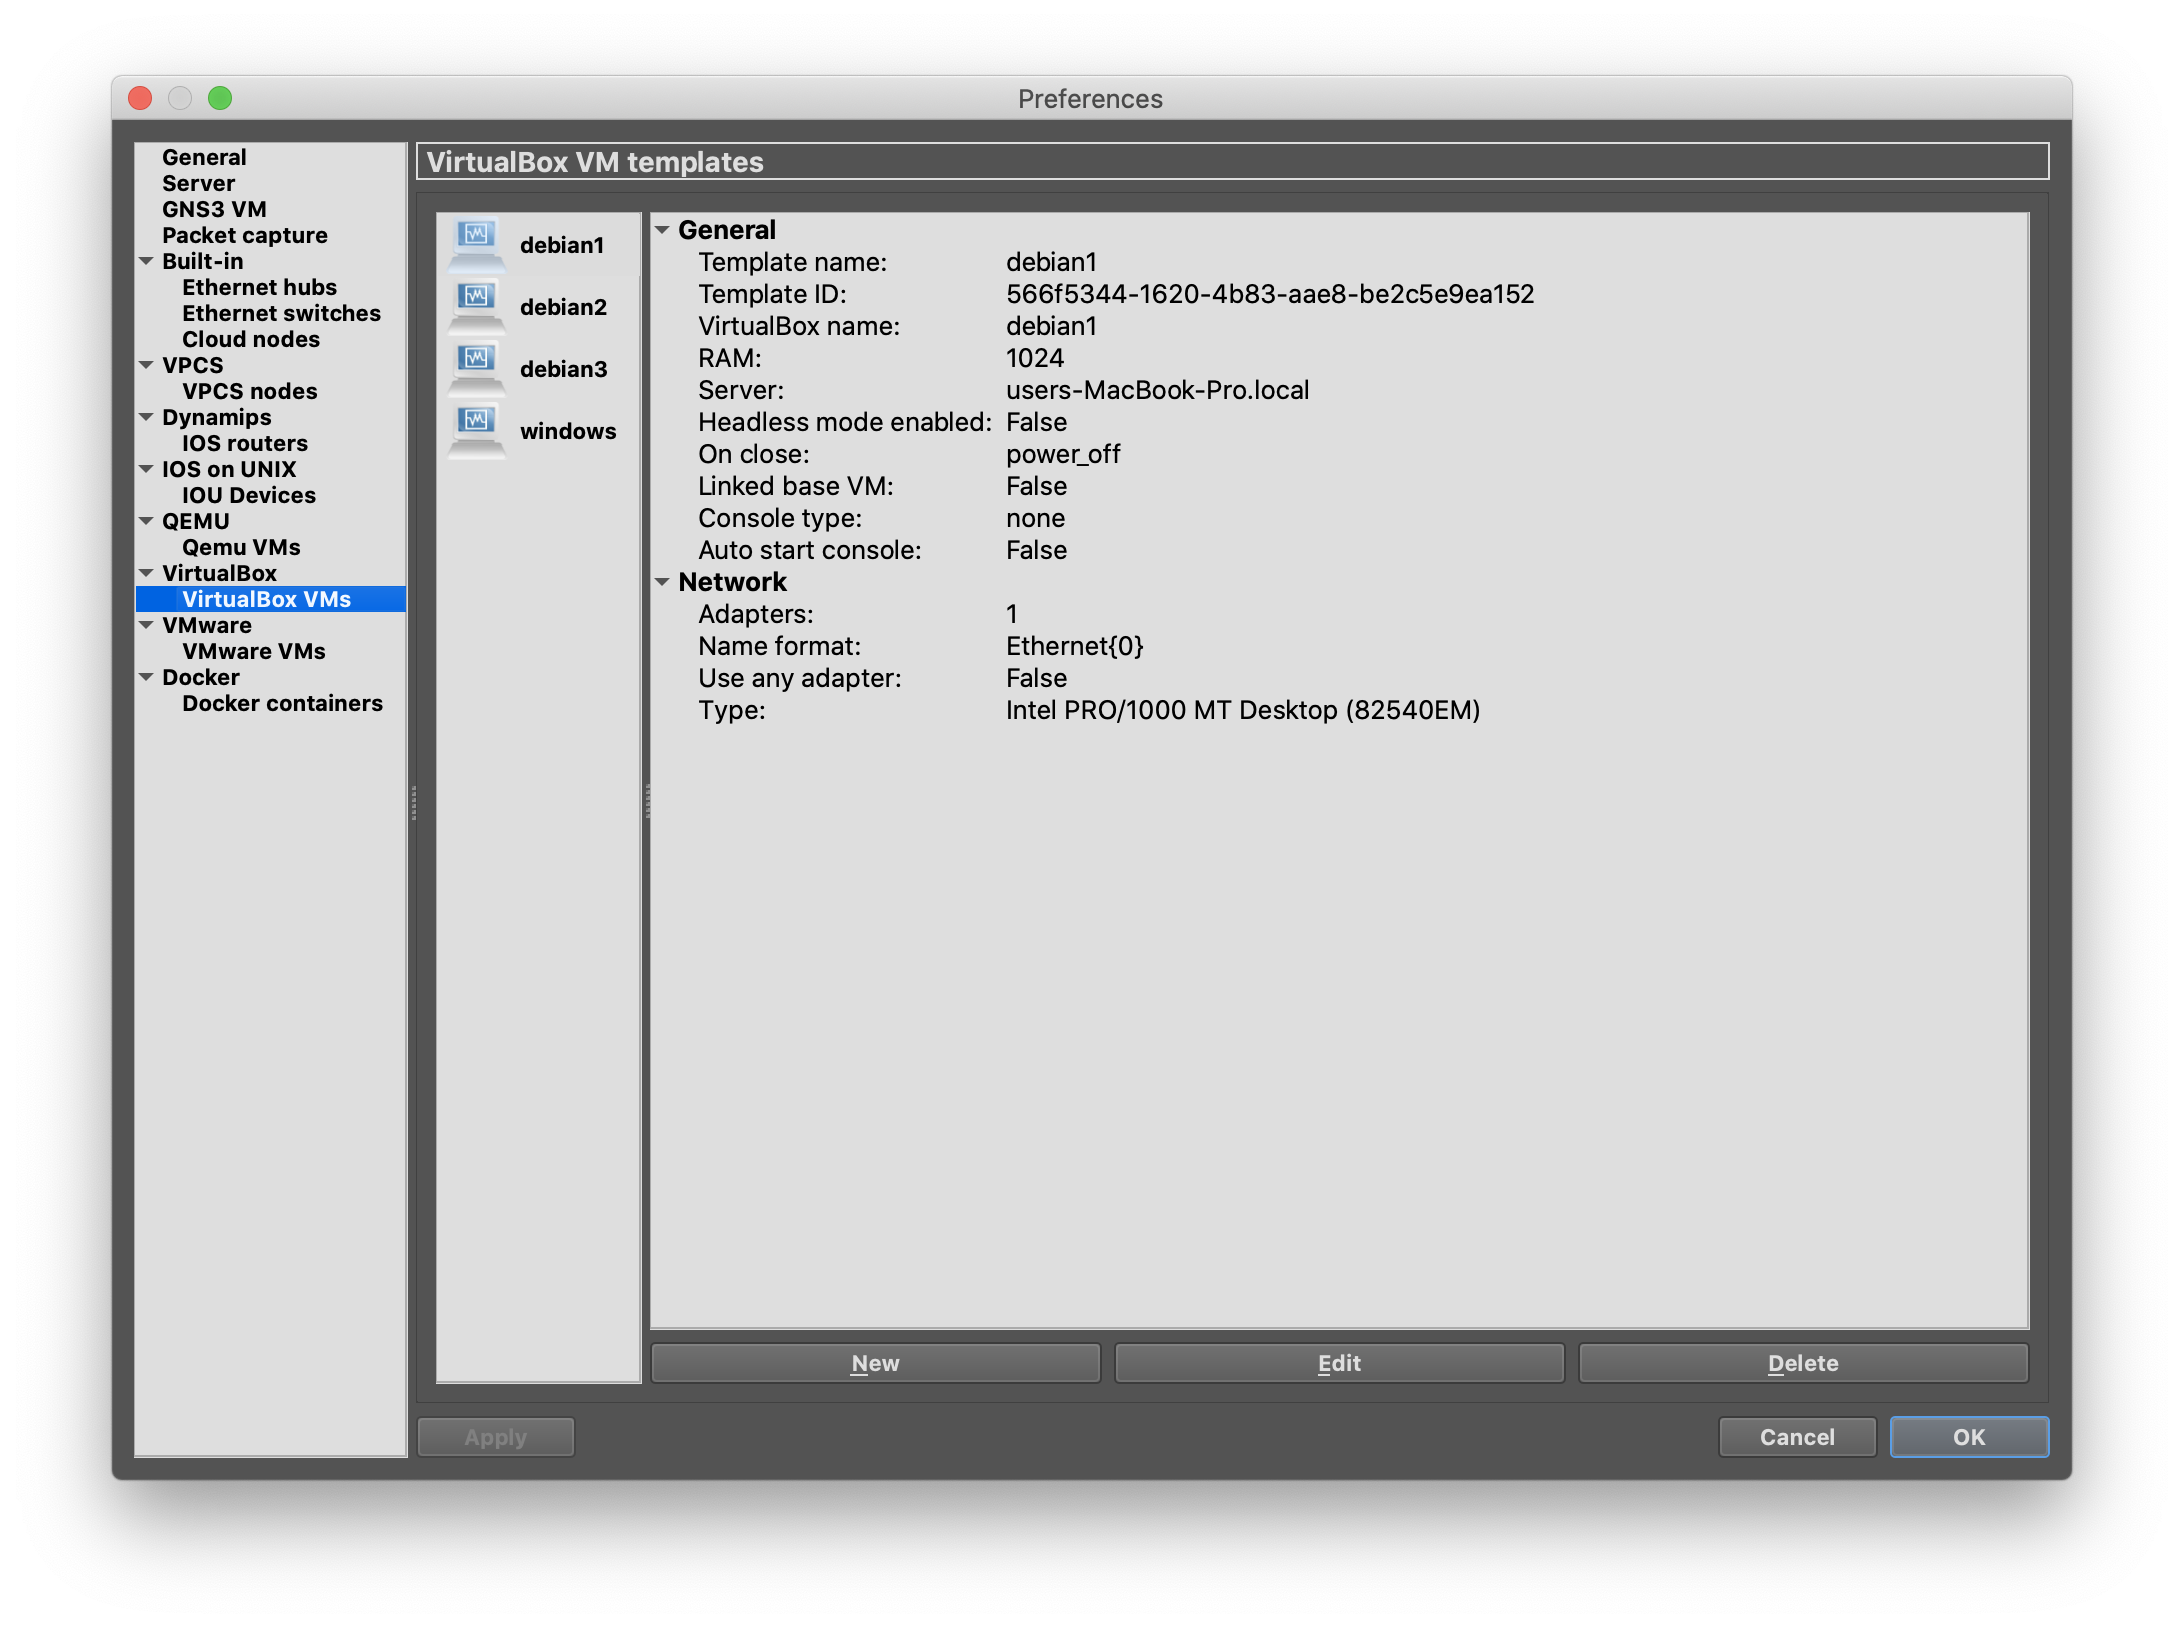 Preferences
General
Server
GNS3 VM
Packet capture
Built-in
Ethernet hubs
Ethernet switches
Cloud nodes
VPCS
VPCS nodes
Dynamips
IOS routers
IOS on UNIX
IOU Devices
QEMU
Qemu VMs
VirtualBox
VirtualBox VMs
VMware
VMware VMs
Docker
Docker containers
VirtualBox VM templates
debian1
debian2
debian3
windows
General
Template name: debian1
Template ID: 566f5344-1620-4b83-aae8-be2c5e9ea152
VirtualBox name: debian1
RAM: 1024
Server: users-MacBook-Pro.local
Headless mode enabled: False
On close: power_off
Linked base VM: False
Console type: none
Auto start console: False
Network
Adapters: 1
Name format: Ethernet{0}
Use any adapter: False
Type: Intel PRO/1000 MT Desktop (82540EM)
New Edit Delete
Apply Cancel OK